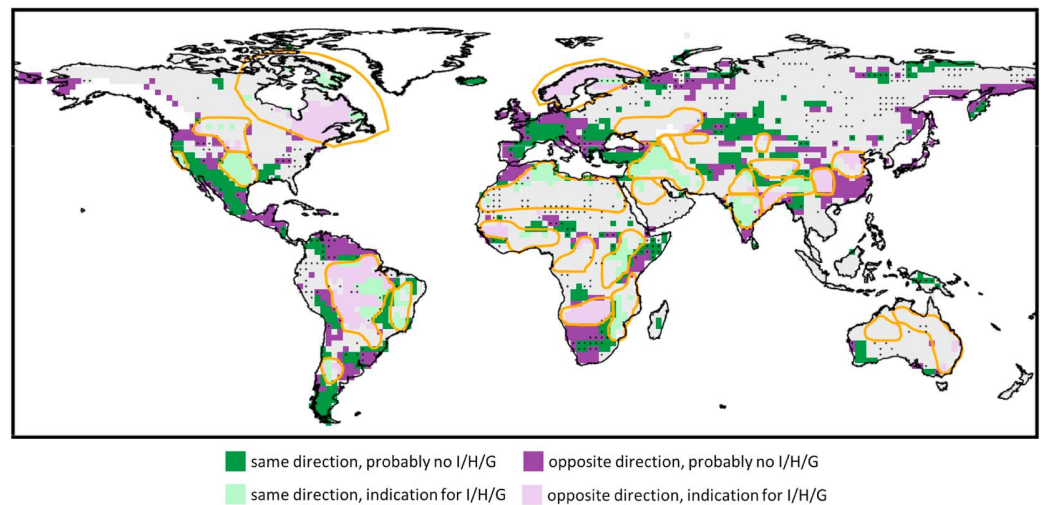 same direction, probably no I/H/G
opposite direction, probably no I/H/G
same direction, indication for I/H/G
opposite direction, indication for I/H/G